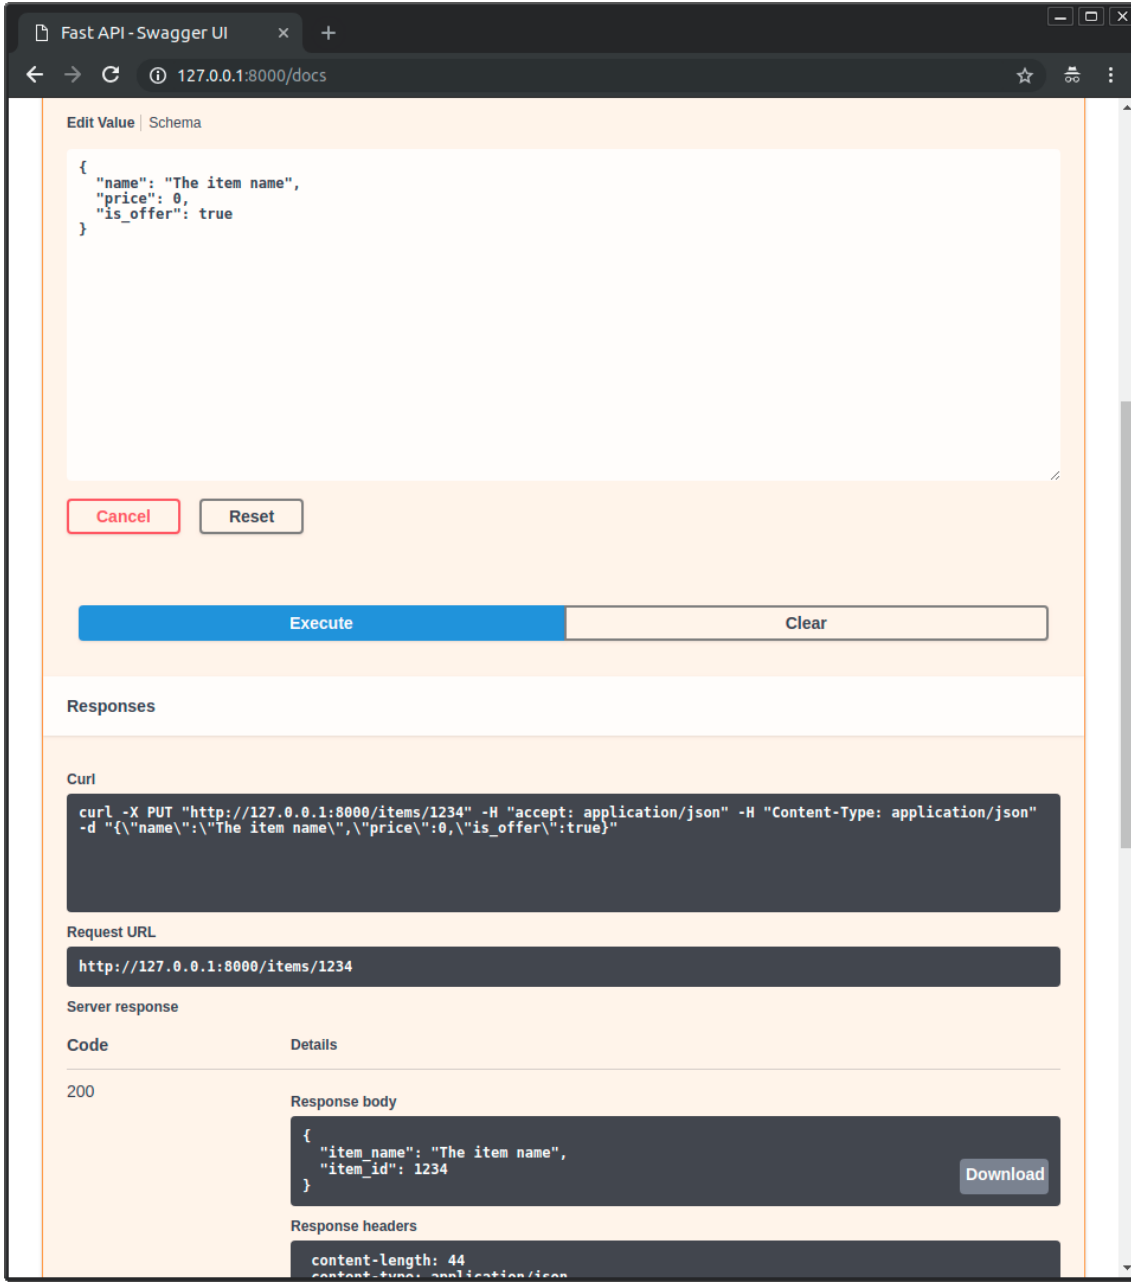 Fast API - Swagger UI
127.0.0.1:8000/docs
Edit Value | Schema
{
  "name": "The item name",
  "price": 0,
  "is_offer": true
}
Cancel Reset
Execute Clear
Responses
Curl
curl -X PUT "http://127.0.0.1:8000/items/1234" -H "accept: application/json" -H "Content-Type: application/json"
-d "{\"name\":\"The item name\",\"price\":0,\"is_offer\":true}"
Request URL
http://127.0.0.1:8000/items/1234
Server response
Code Details
200
Response body
{
  "item_name": "The item name",
  "item_id": 1234
}
Download
Response headers
content-length: 44
content-type: application/json